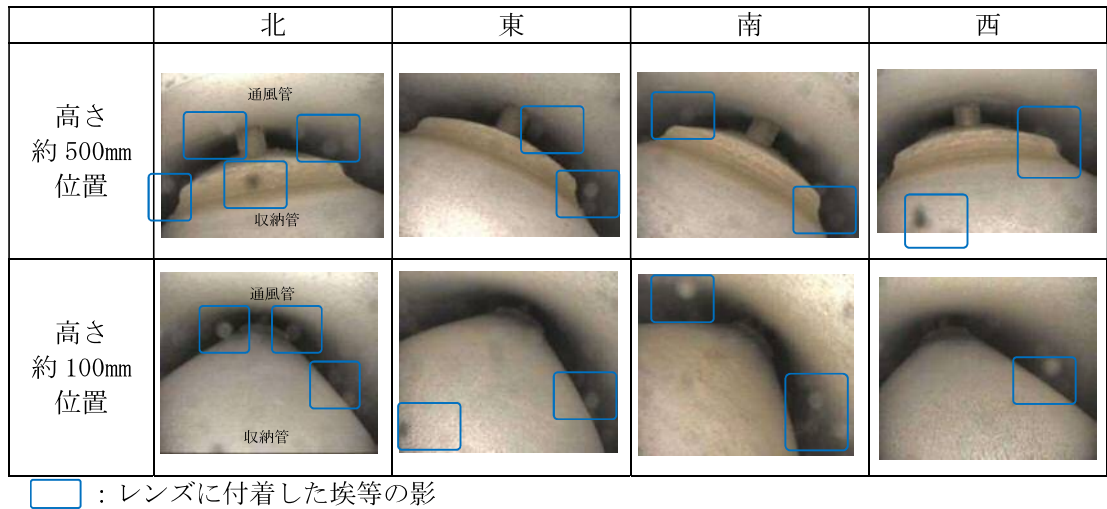 北 東 南 西
高さ
約 500㎜
位置
通風管
収納管
高さ
約 100㎜
位置
通風管
収納管
：レンズに付着した埃等の影